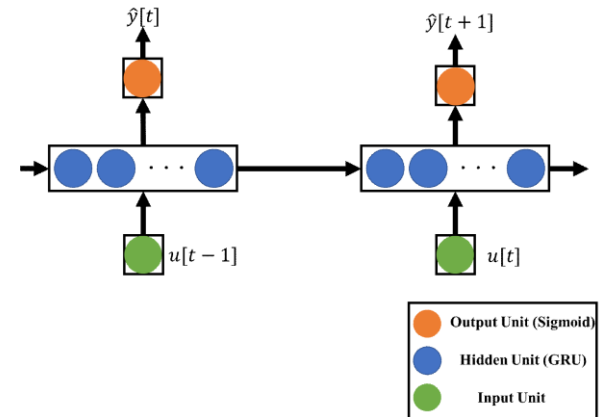 ŷ[t]
ŷ[t + 1]
· · ·
· · ·
u[t − 1]
u[t]
Output Unit (Sigmoid)
Hidden Unit (GRU)
Input Unit